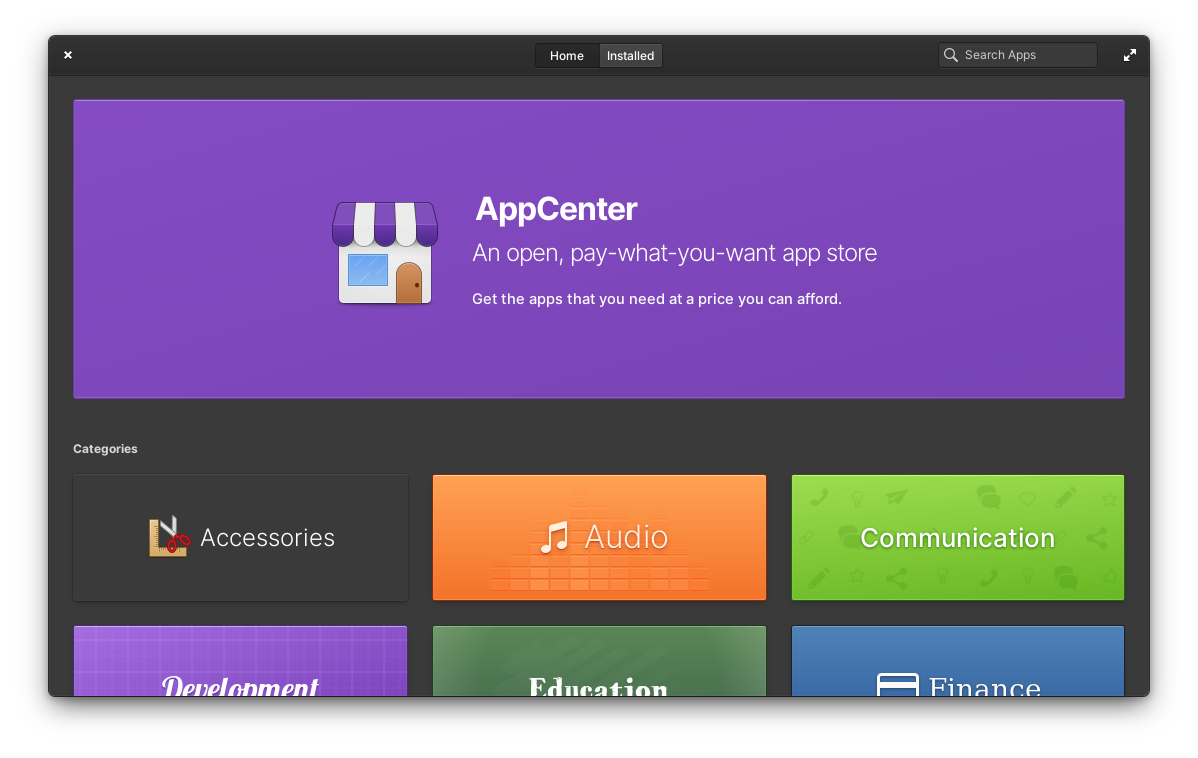 Home
Installed
Search Apps
AppCenter
An open, pay-what-you-want app store
Get the apps that you need at a price you can afford.
Categories
Accessories
Audio
Communication
Development
Education
Finance